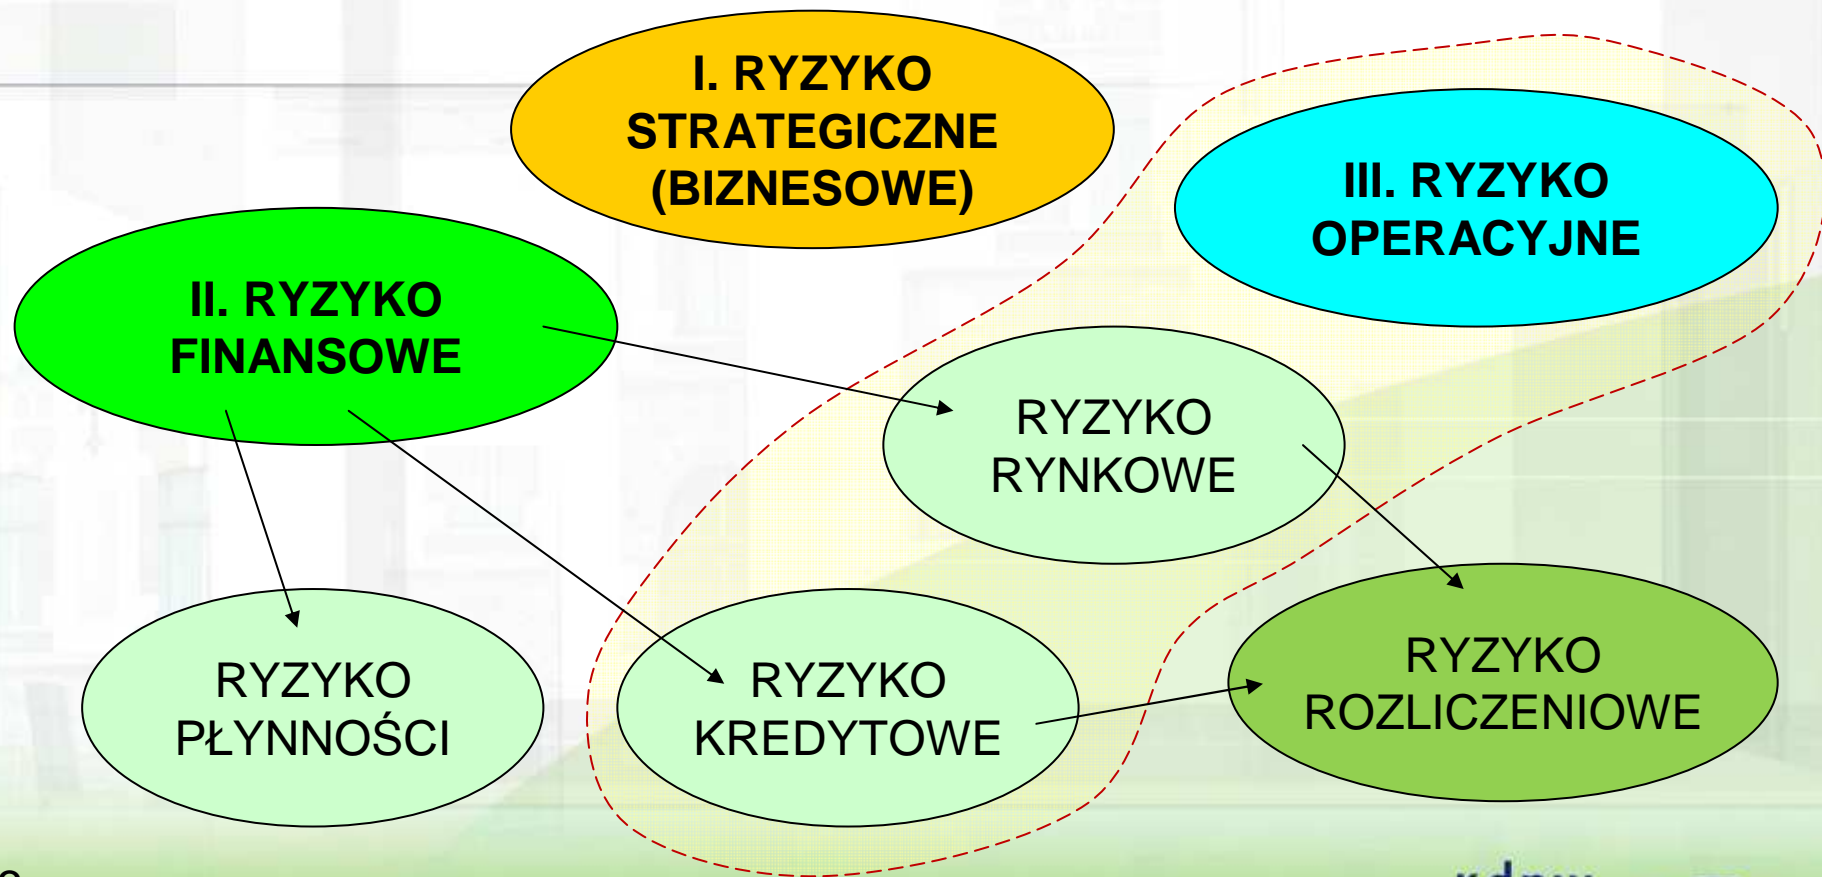 I. RYZYKO
STRATEGICZNE
(BIZNESOWE)
III. RYZYKO
OPERACYJNE
II. RYZYKO
FINANSOWE
RYZYKO
RYNKOWE
RYZYKO
PŁYNNOŚCI
RYZYKO
KREDYTOWE
RYZYKO
ROZLICZENIOWE